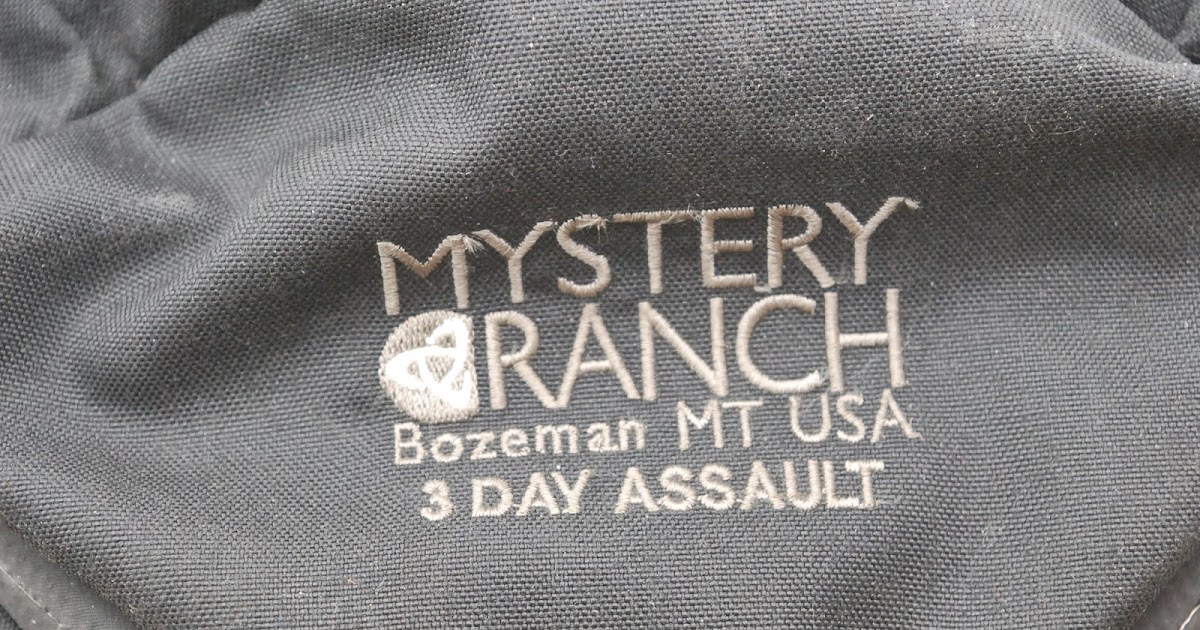 MYSTERY
RANCH
Bozeman MT USA
3 DAY ASSAULT